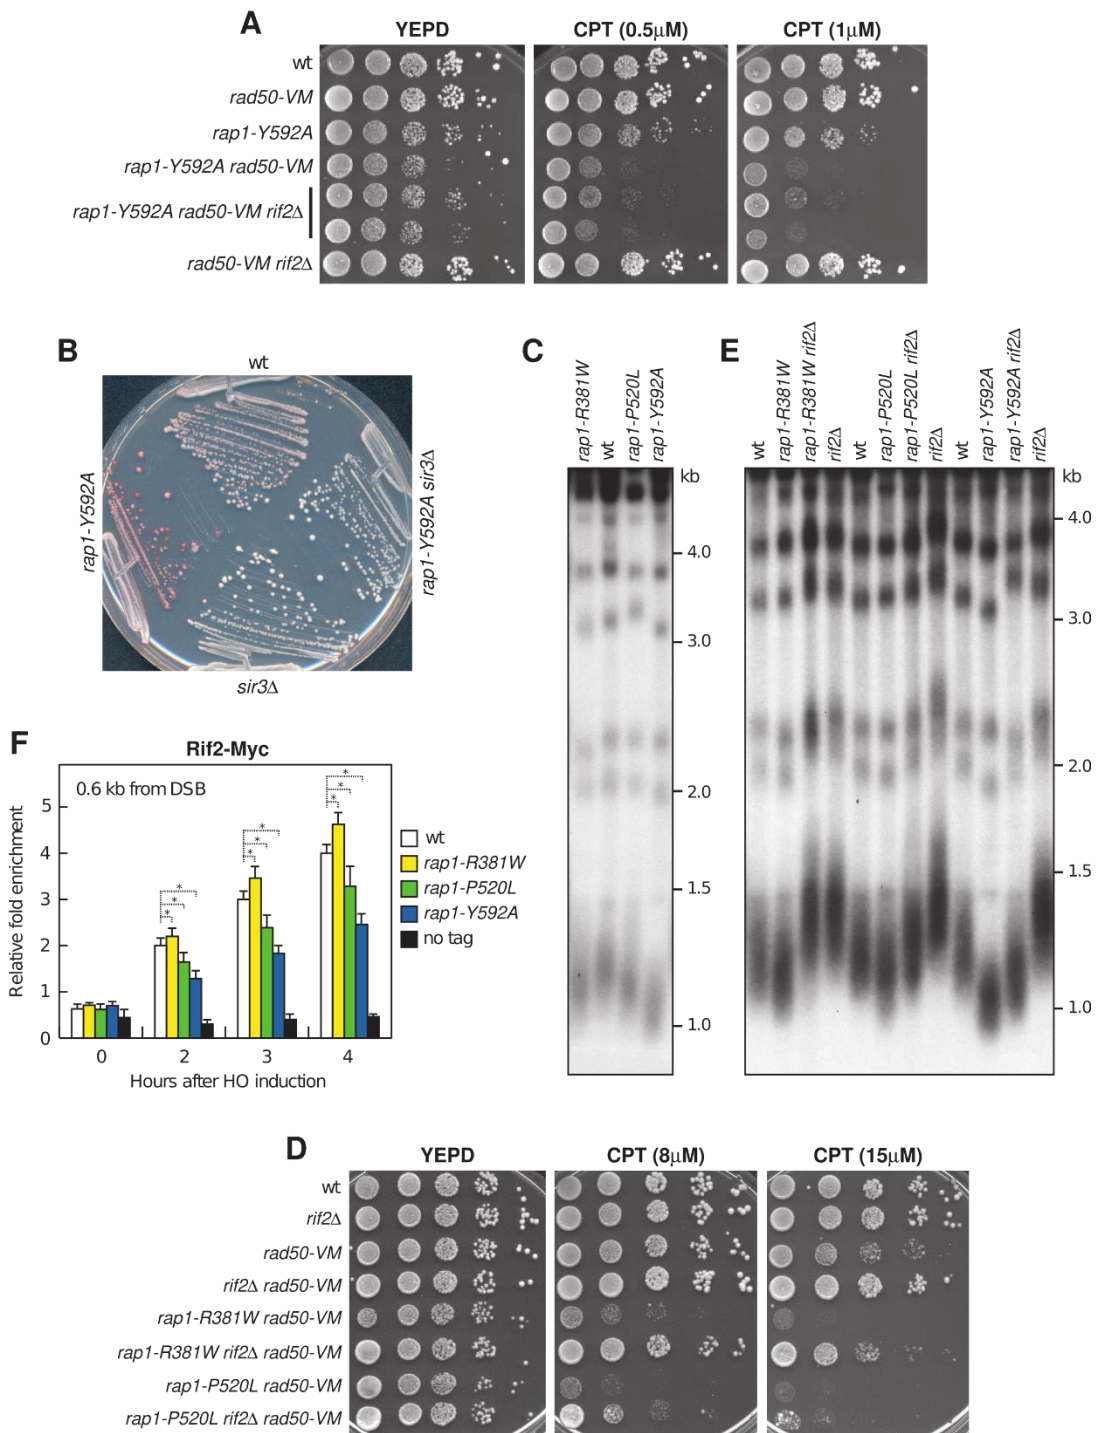 A
YEPD
CPT (0.5μM)
CPT (1μM)
wt
rad50-VM
rap1-Y592A
rap1-Y592A rad50-VM
rap1-Y592A rad50-VM rif2Δ
rad50-VM rif2Δ
B
wt
rap1-Y592A
rap1-Y592A sir3Δ
sir3Δ
C
rap1-R381W
wt
rap1-P520L
rap1-Y592A
kb
4.0
3.0
2.0
1.5
1.0
E
wt
rap1-R381W
rap1-R381W rif2Δ
rif2Δ
wt
rap1-P520L
rap1-P520L rif2Δ
rif2Δ
wt
rap1-Y592A
rap1-Y592A rif2Δ
rif2Δ
kb
4.0
3.0
2.0
1.5
1.0
F
Rif2-Myc
0.6 kb from DSB
Relative fold enrichment
5
4
3
2
1
0
* * *
* * *
* * *
0 2 3 4
Hours after HO induction
wt
rap1-R381W
rap1-P520L
rap1-Y592A
no tag
D
YEPD
CPT (8μM)
CPT (15μM)
wt
rif2Δ
rad50-VM
rif2Δ rad50-VM
rap1-R381W rad50-VM
rap1-R381W rif2Δ rad50-VM
rap1-P520L rad50-VM
rap1-P520L rif2Δ rad50-VM